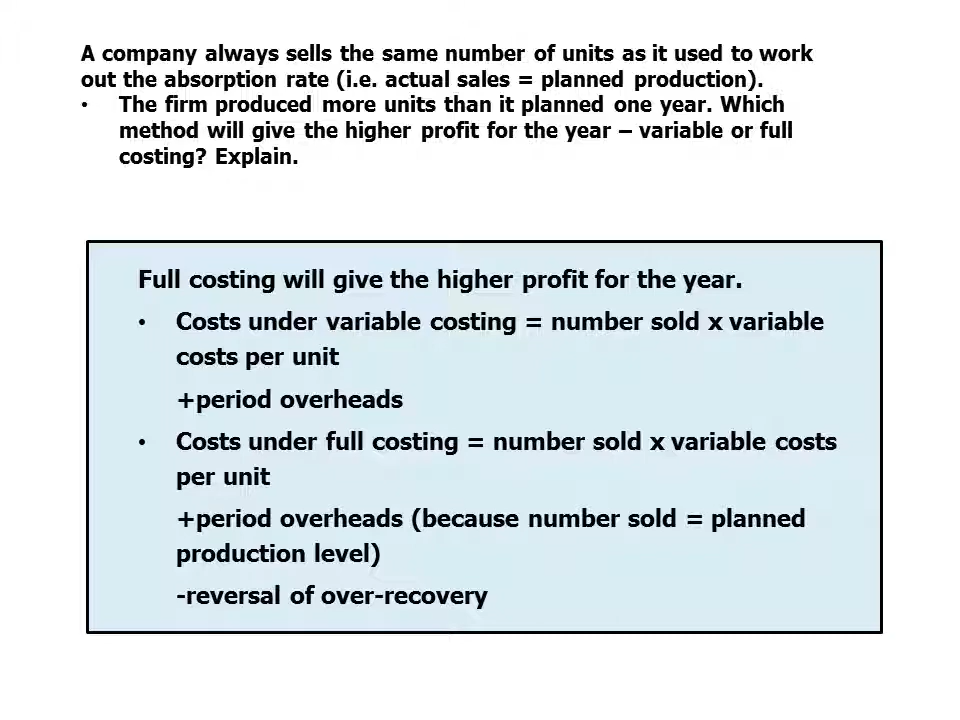 A company always sells the same number of units as it used to work
out the absorption rate (i.e. actual sales = planned production).
• The firm produced more units than it planned one year. Which
method will give the higher profit for the year – variable or full
costing? Explain.
Full costing will give the higher profit for the year.
• Costs under variable costing = number sold x variable
costs per unit
+period overheads
• Costs under full costing = number sold x variable costs
per unit
+period overheads (because number sold = planned
production level)
-reversal of over-recovery